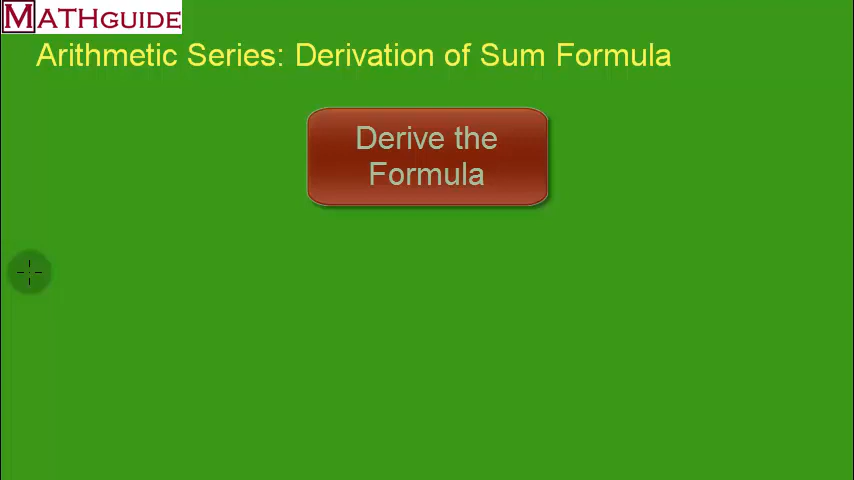 MATHGUIDE
Arithmetic Series: Derivation of Sum Formula
Derive the
Formula